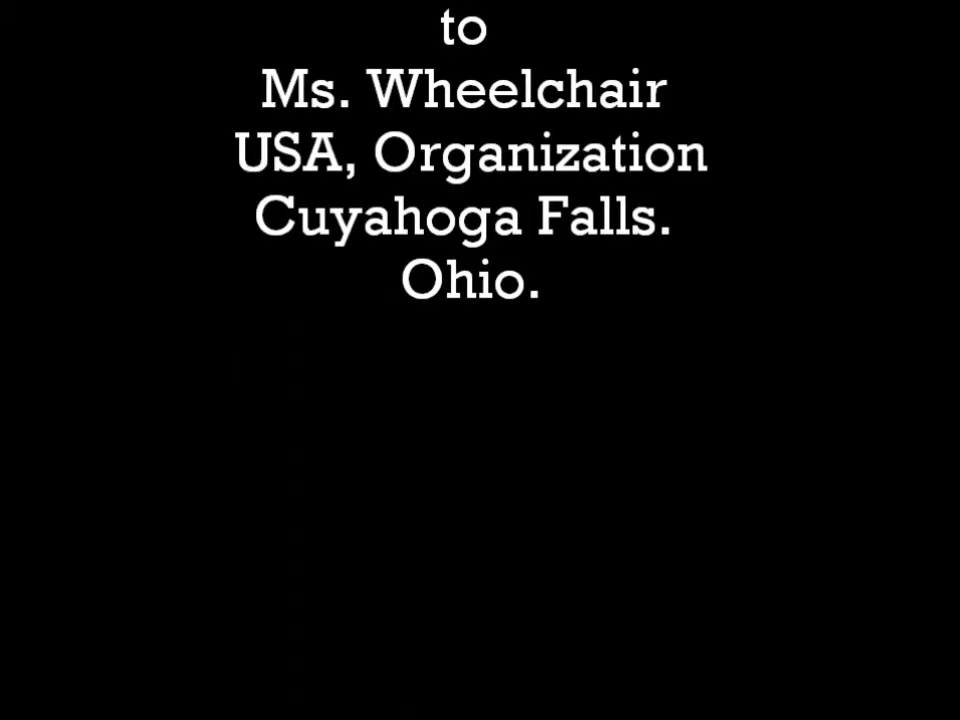 to
Ms. Wheelchair
USA, Organization
Cuyahoga Falls.
Ohio.